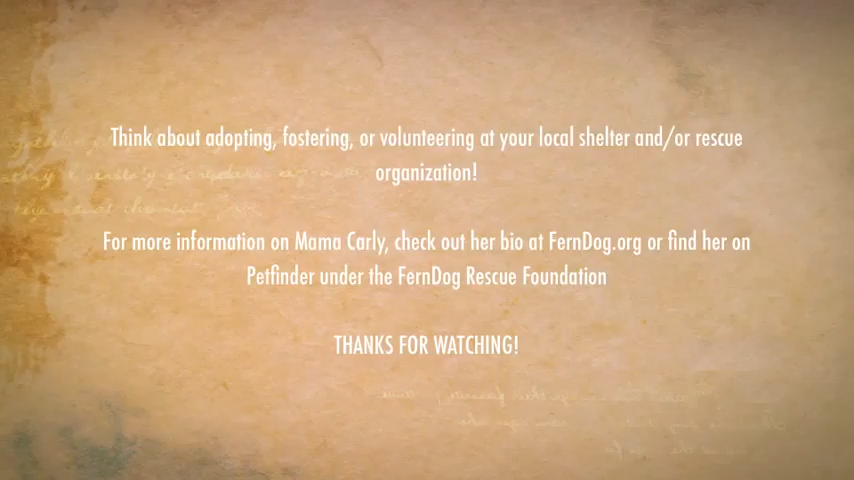 Think about adopting, fostering, or volunteering at your local shelter and/or rescue
organization!
For more information on Mama Carly, check out her bio at FernDog.org or find her on
Petfinder under the FernDog Rescue Foundation
THANKS FOR WATCHING!